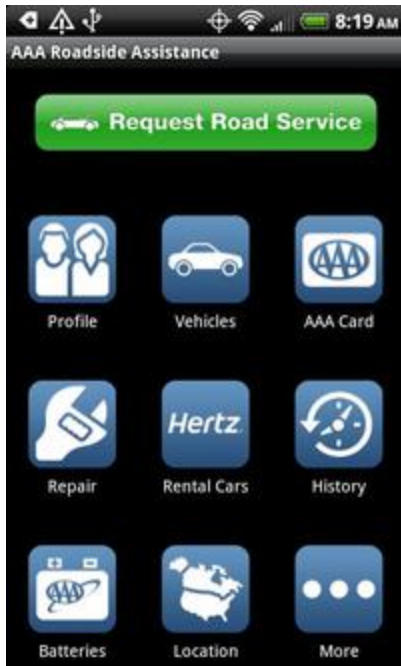 8:19 AM
AAA Roadside Assistance
Request Road Service
AAA
Profile Vehicles AAA Card
Hertz
Repair Rental Cars History
AAA
Batteries Location More